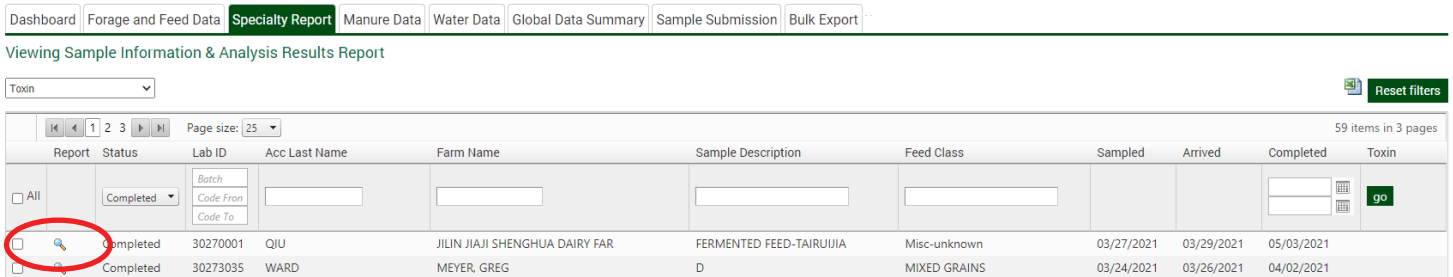 Dashboard Forage and Feed Data Specialty Report Manure Data Water Data Global Data Summary Sample Submission Bulk Export
Viewing Sample Information & Analysis Results Report
Toxin Reset filters
1 2 3 Page size: 25 59 items in 3 pages
Report Status Lab ID Acc Last Name Farm Name Sample Description Feed Class Sampled Arrived Completed Toxin
Batch
All Completed Code Fron go
Code To
Completed 30270001 QIU JILIN JIAJI SHENGHUA DAIRY FAR FERMENTED FEED-TAIRUIJIA Misc-unknown 03/27/2021 03/29/2021 05/03/2021
Completed 30273035 WARD MEYER, GREG D MIXED GRAINS 03/24/2021 03/26/2021 04/02/2021